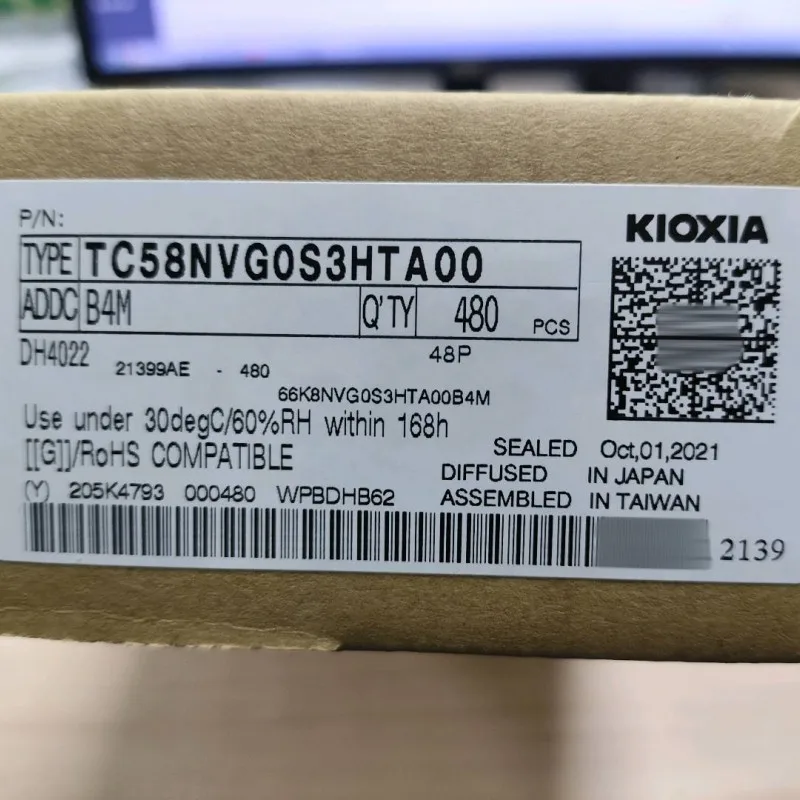 P/N:
KIOXIA
TYPE TC58NVG0S3HTA00
ADDC B4M Q'TY 480 PCS
DH4022 21399AE - 480 48P
66K8NVG0S3HTA00B4M
Use under 30degC/60%RH within 168h
[[G]]/RoHS COMPATIBLE SEALED Oct,01,2021
DIFFUSED IN JAPAN
(Y) 205K4793 000480 WPBDHB62 ASSEMBLED IN TAIWAN
2139